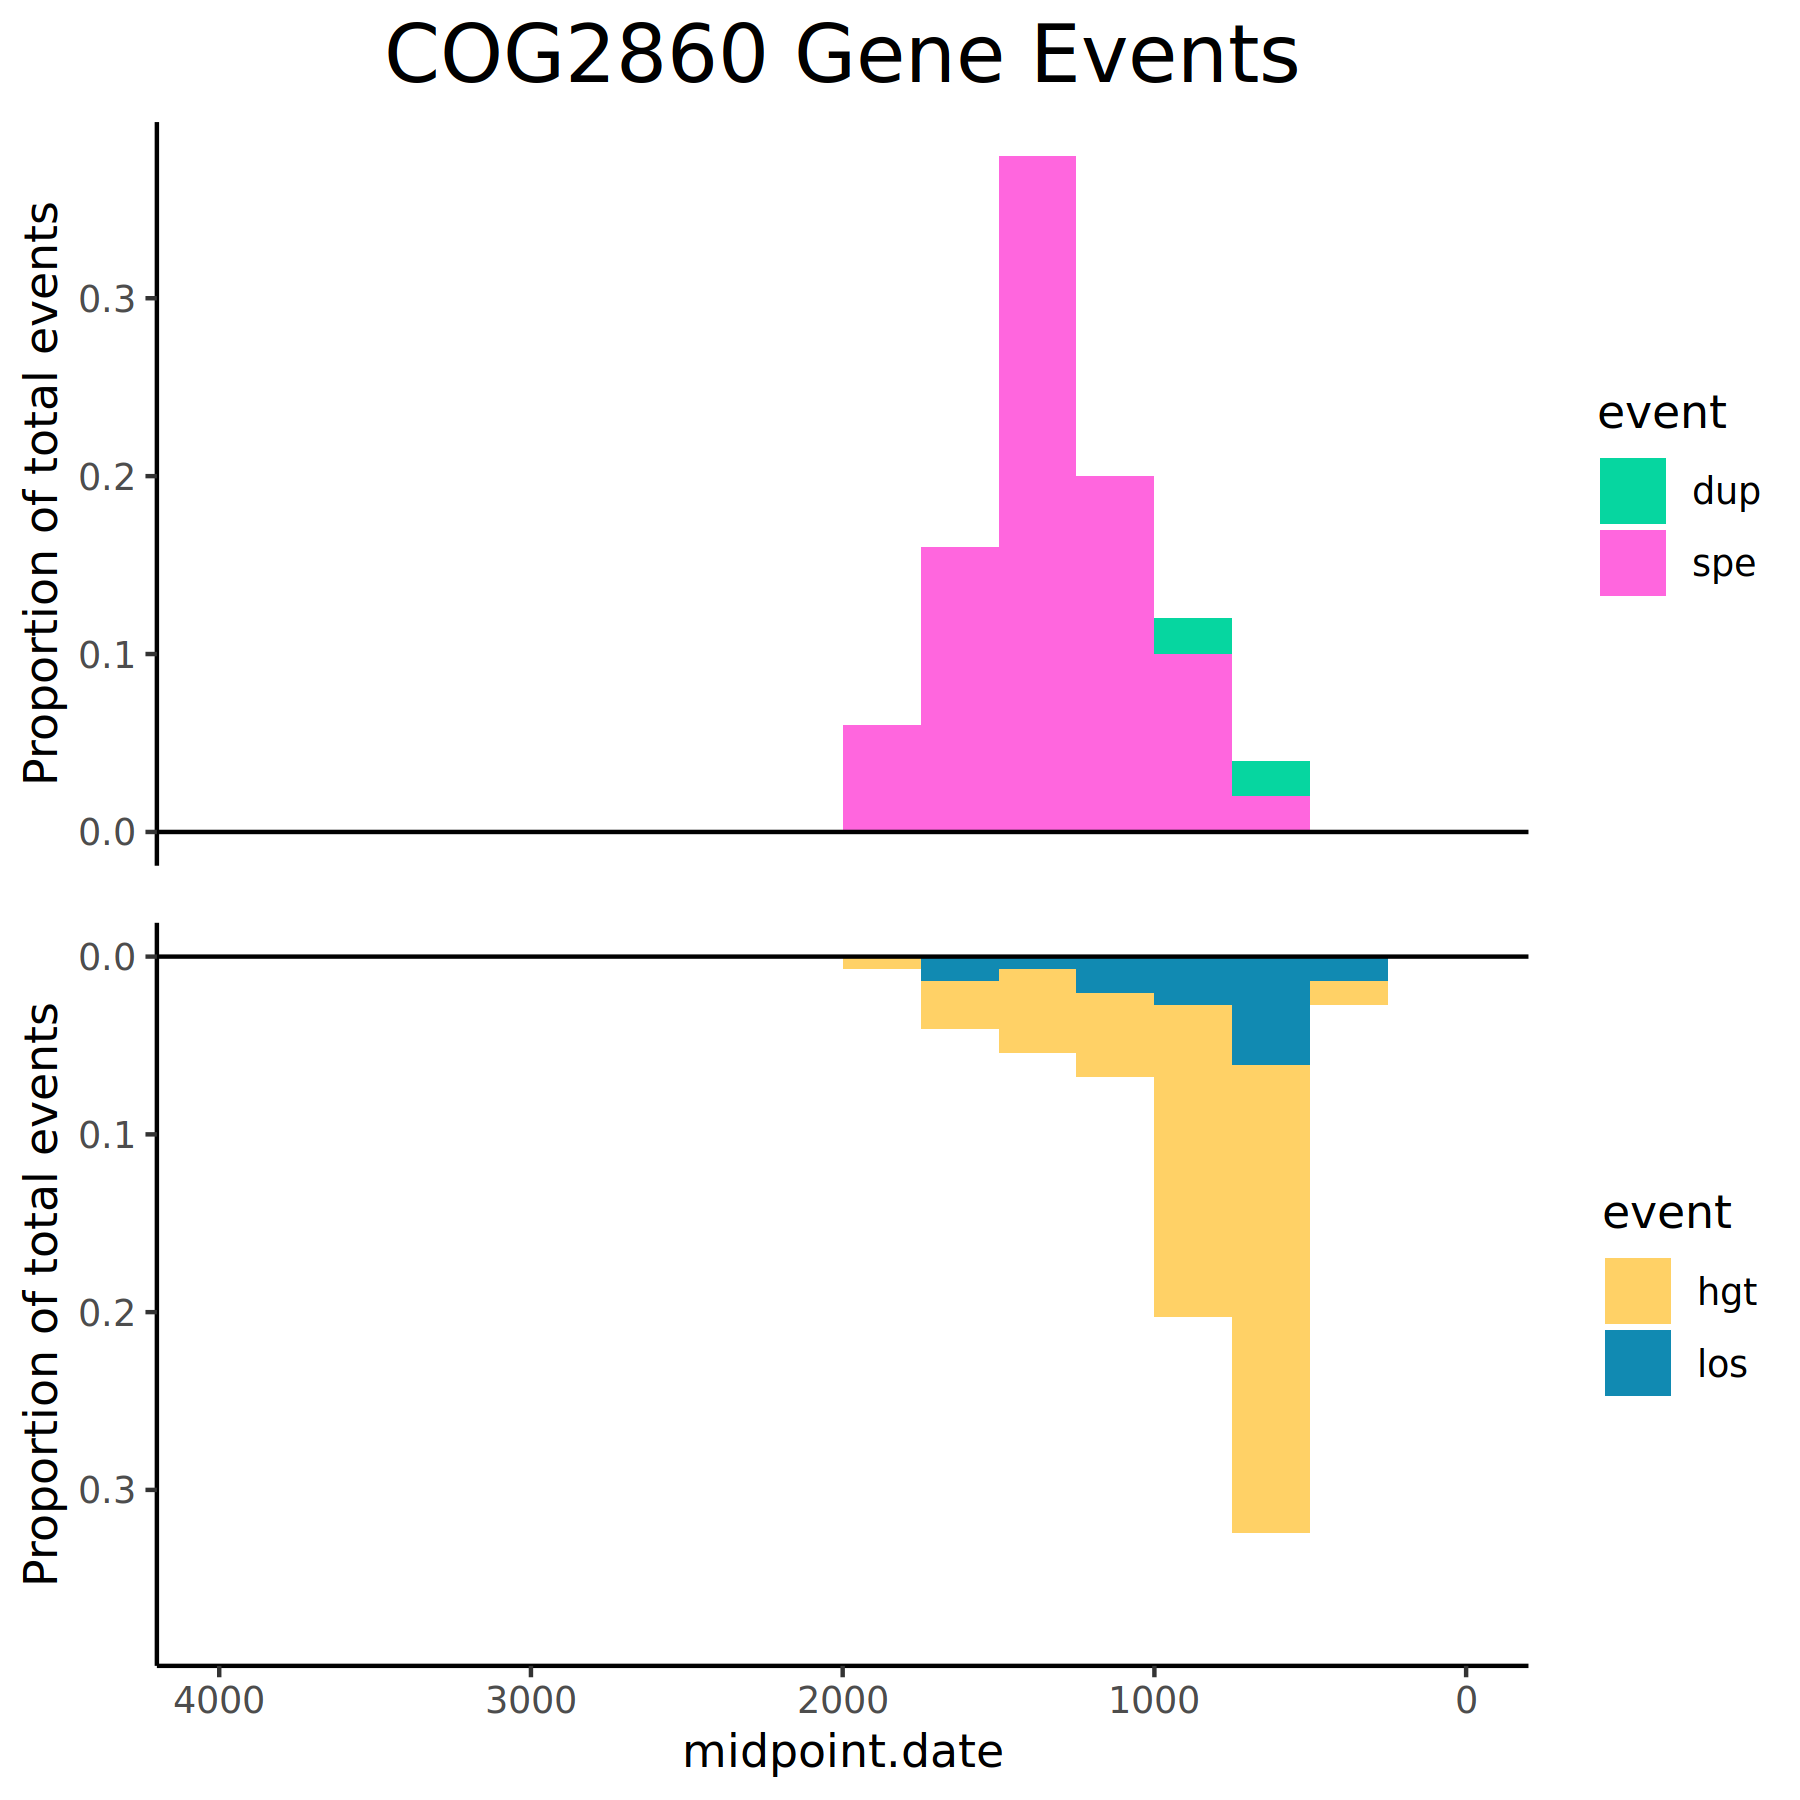 COG2860 Gene Events
Proportion of total events
0.3
0.2
0.1
0.0
event
dup
spe
Proportion of total events
0.0
0.1
0.2
0.3
event
hgt
los
4000 3000 2000 1000 0
midpoint.date